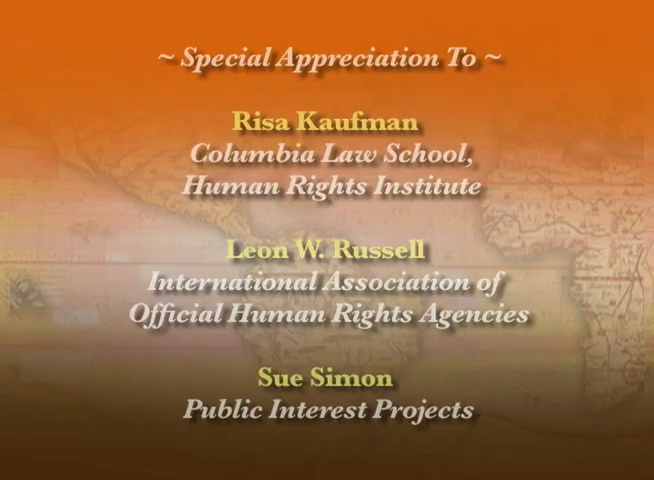 ~ Special Appreciation To ~
Risa Kaufman
Columbia Law School,
Human Rights Institute
Leon W. Russell
International Association of
Official Human Rights Agencies
Sue Simon
Public Interest Projects